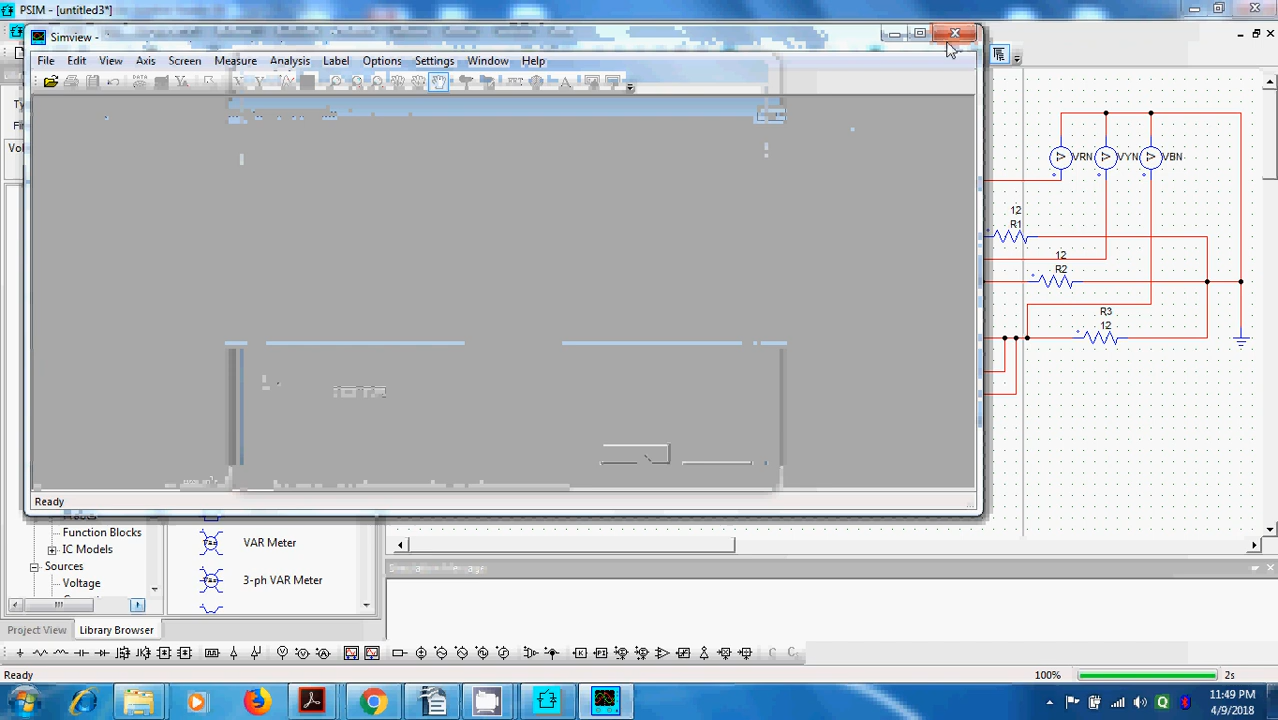 PSIM - [untitled3*]
Simview -
File Edit View Axis Screen Measure Analysis Label Options Settings Window Help
VRN VYN VBN
12
R1
12
R2
R3
12
Ready
Function Blocks
IC Models
Sources
Voltage
VAR Meter
3-ph VAR Meter
Project View Library Browser
Ready 100% 2s
11:49 PM
4/9/2018